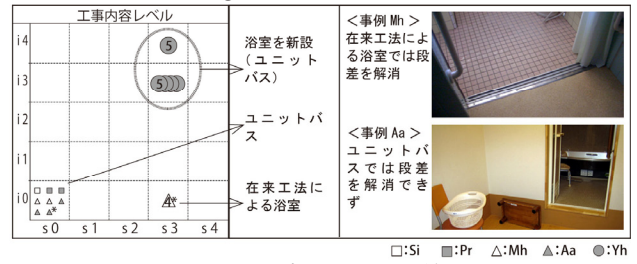 工事内容レベル
i4
i3
i2
i1
i0
5
5
4
*
*
s0
s1
s2
s3
s4
浴室を新設
(ユニット
バス)
ユニットバ
ス
在来工法に
よる浴室
<事例 Mh >
在来工法によ
る浴室では段
差を解消
<事例 Aa >
ユニットバ
スでは段差
を解消でき
ず
□:Si ■:Pr △:Mh ▲:Aa ●:Yh